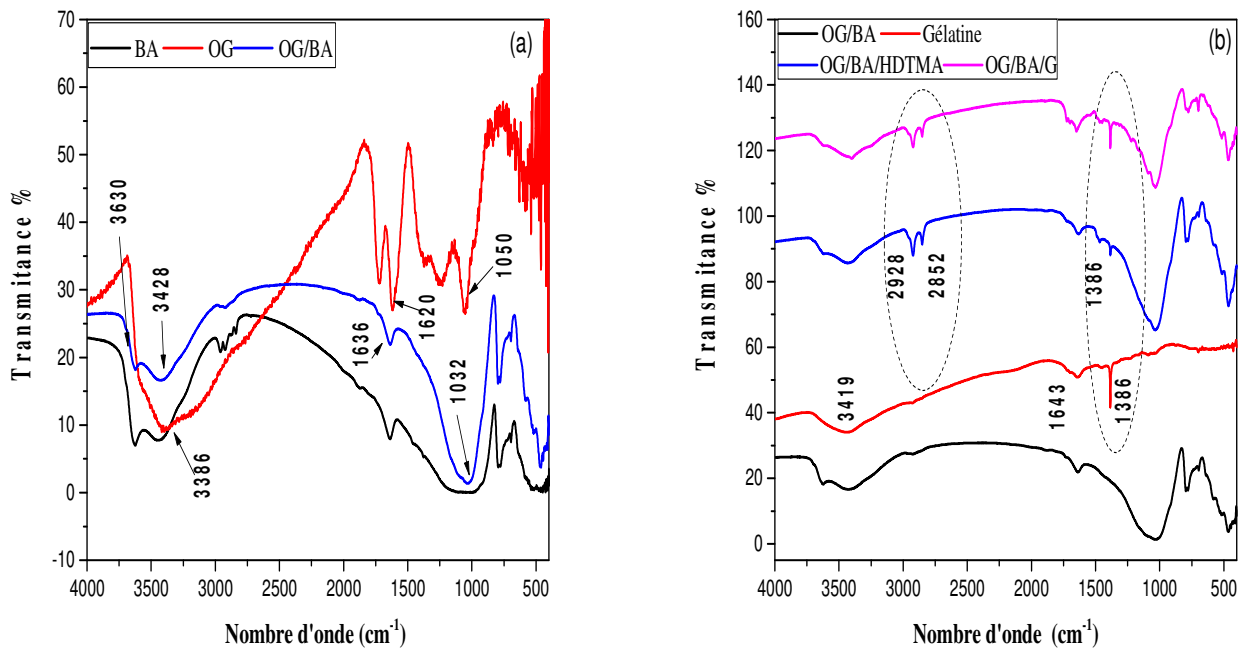 (a)
BA OG OG/BA
70
60
50
40
30
20
10
0
-10
Transmitance %
3630
3428
3386
1636
1620
1050
1032
4000 3500 3000 2500 2000 1500 1000 500
Nombre d'onde (cm-1)
(b)
OG/BA Gélatine
OG/BA/HDTMA OG/BA/G
160
140
120
100
80
60
40
20
0
Transmitance %
2928
2852
1386
3419
1643
1386
4000 3500 3000 2500 2000 1500 1000 500
Nombre d'onde (cm-1)